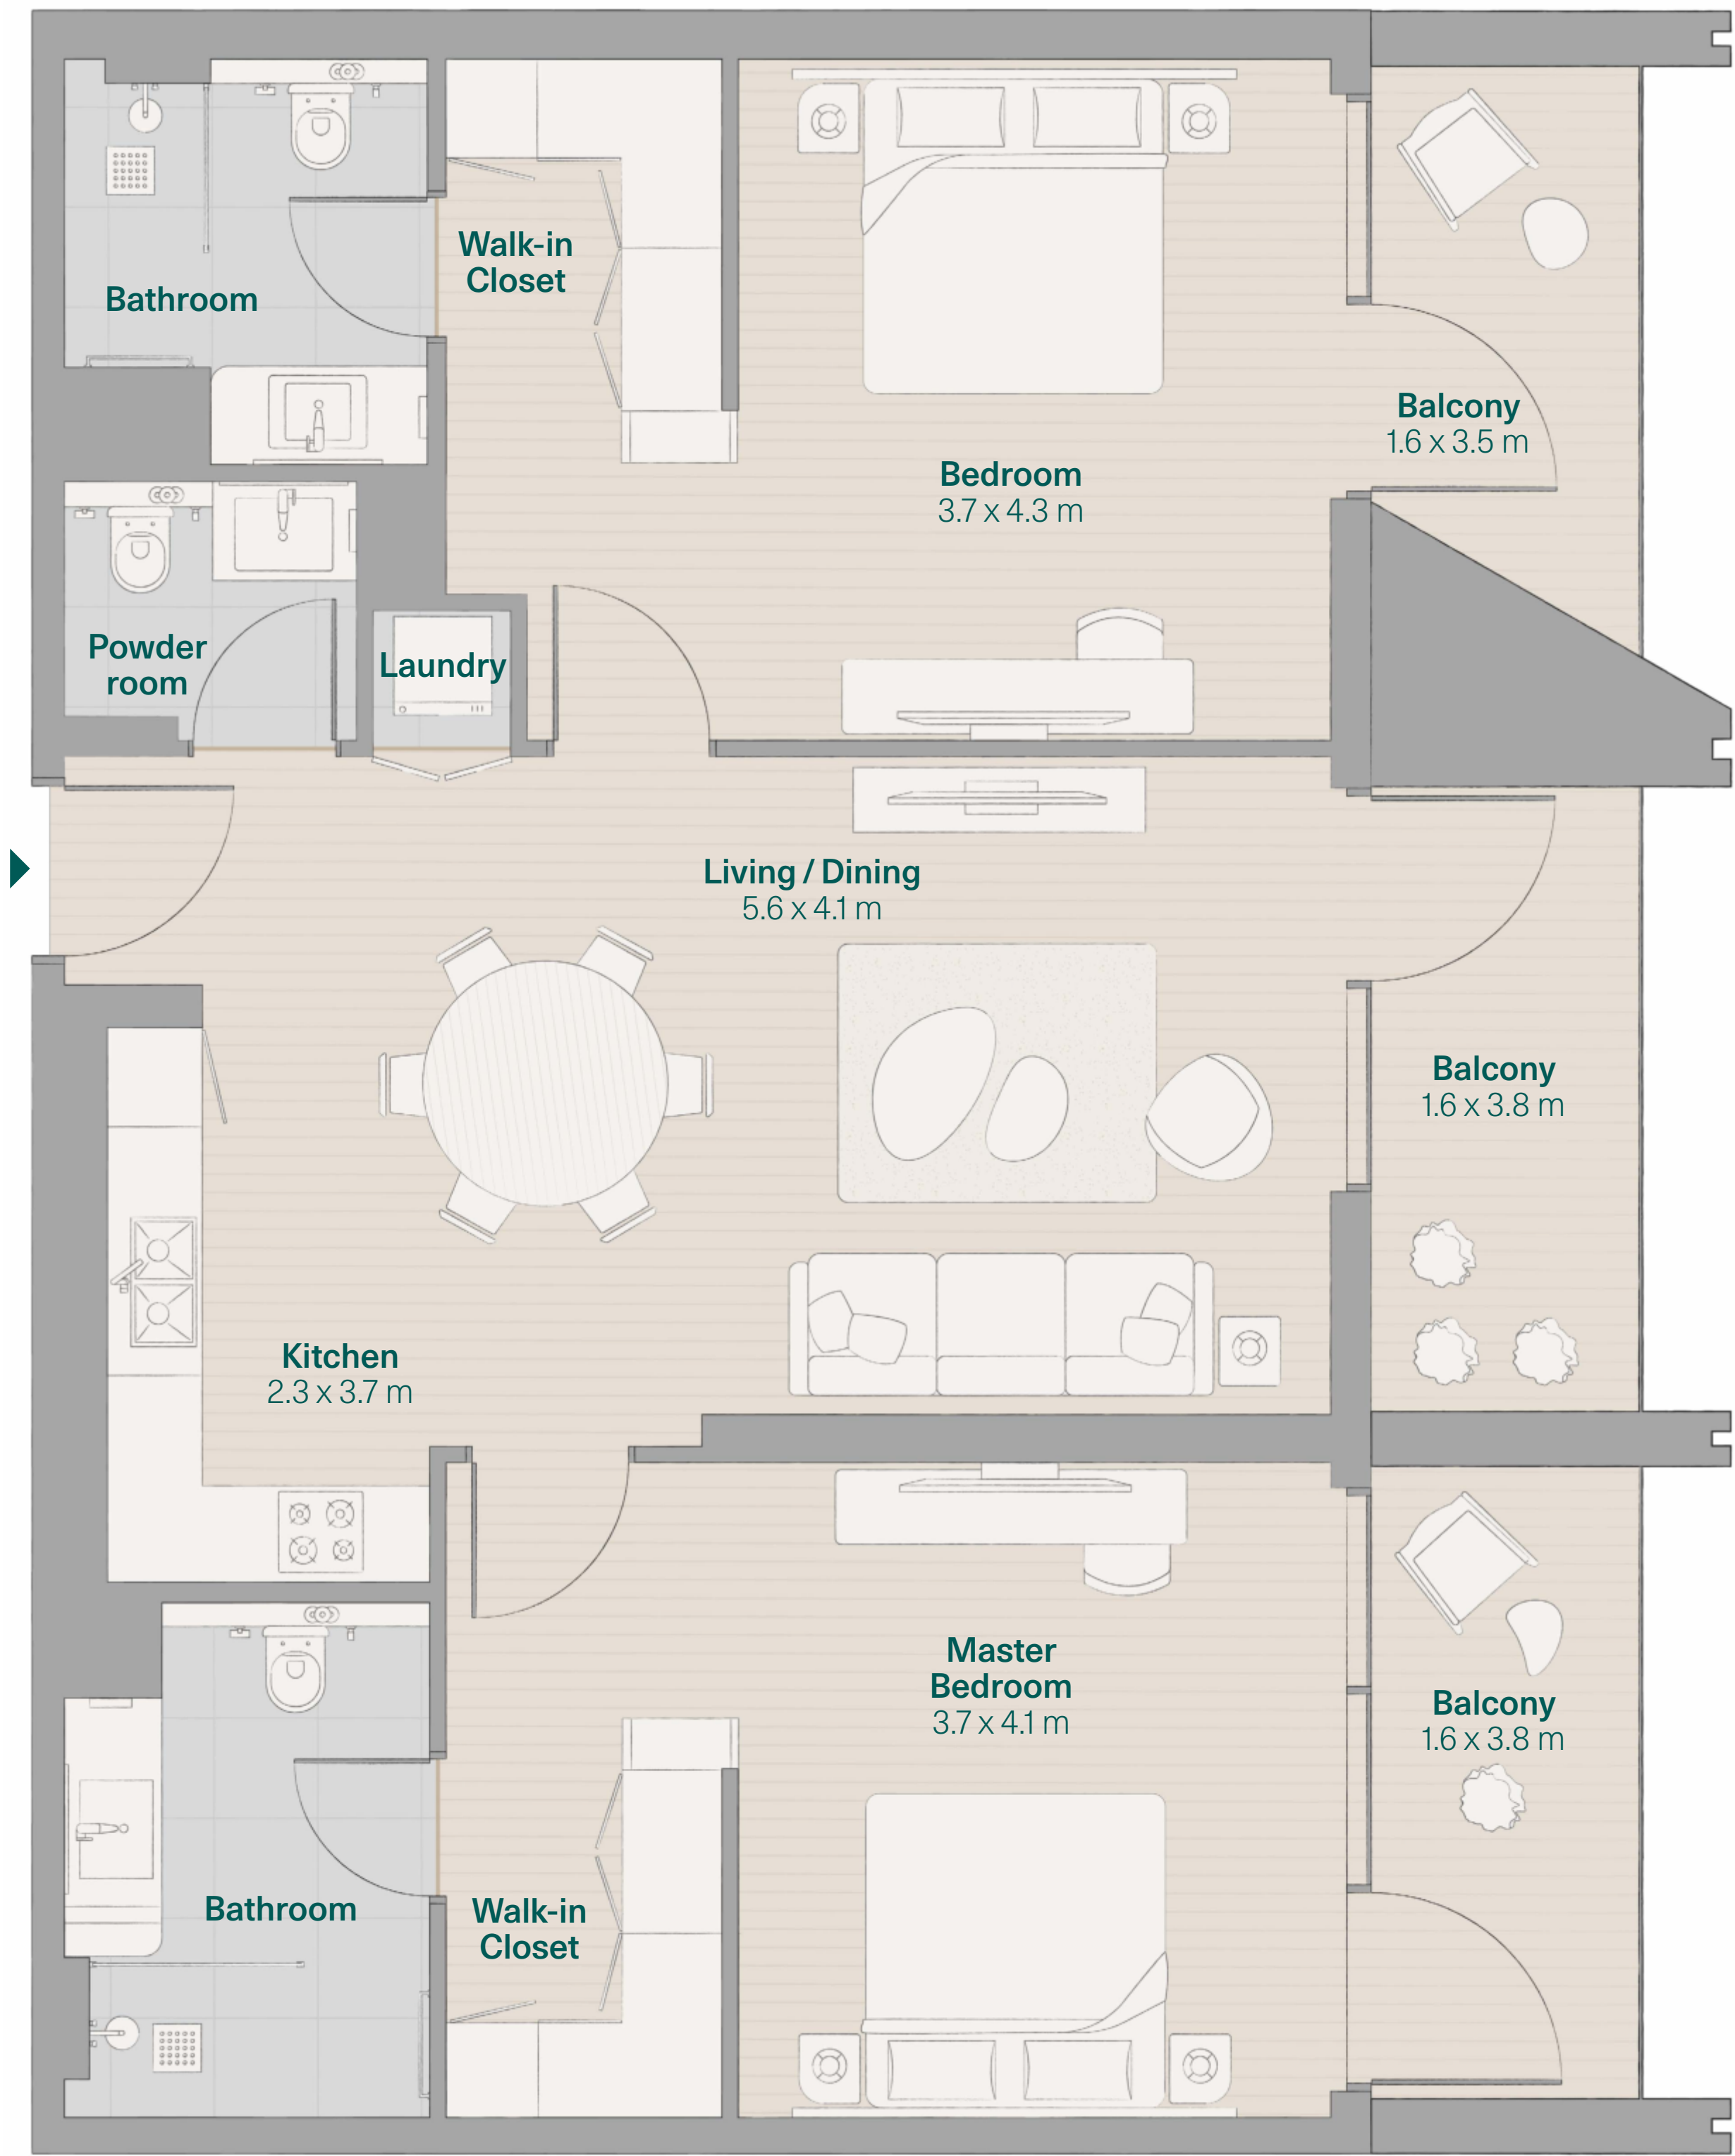 Walk-in
Closet
Bathroom
Balcony
1.6 x 3.5 m
Bedroom
3.7 x 4.3 m
Powder
room
Laundry
Living / Dining
5.6 x 4.1 m
Balcony
1.6 x 3.8 m
Kitchen
2.3 x 3.7 m
Master
Bedroom
3.7 x 4.1 m
Balcony
1.6 x 3.8 m
Bathroom
Walk-in
Closet